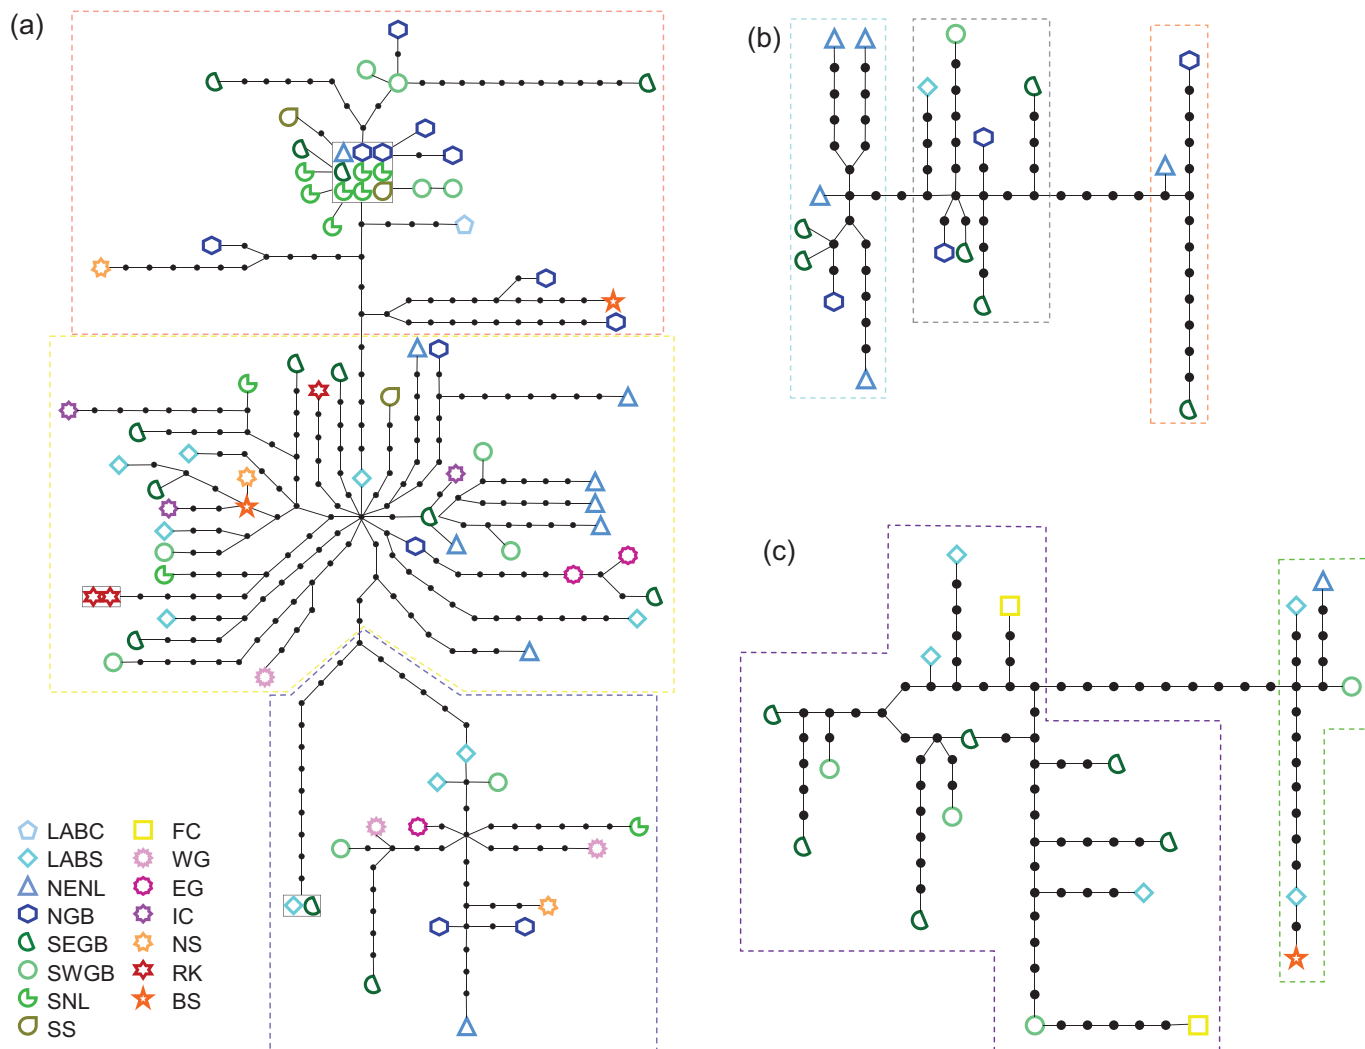 (a)
(b)
(c)
LABC
LABS
NENL
NGB
SEGB
SWGB
SNL
SS
FC
WG
EG
IC
NS
RK
BS